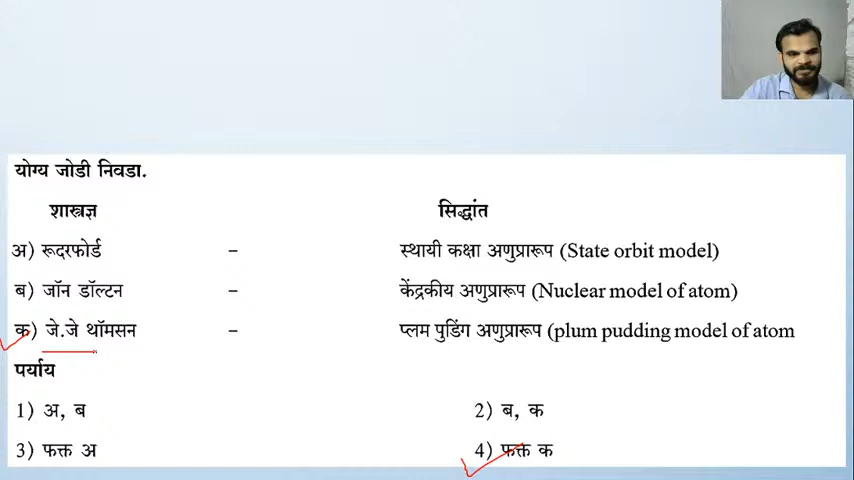 योग्य जोडी निवडा.
शास्त्रज्ञ सिद्धांत
अ) रूदरफोर्ड – स्थायी कक्षा अणुप्रारूप (State orbit model)
ब) जॉन डॉल्टन – केंद्रकीय अणुप्रारूप (Nuclear model of atom)
क) जे.जे थॉमसन – प्लम पुडिंग अणुप्रारूप (plum pudding model of atom
पर्याय
1) अ, ब 2) ब, क
3) फक्त अ 4) फक्त क